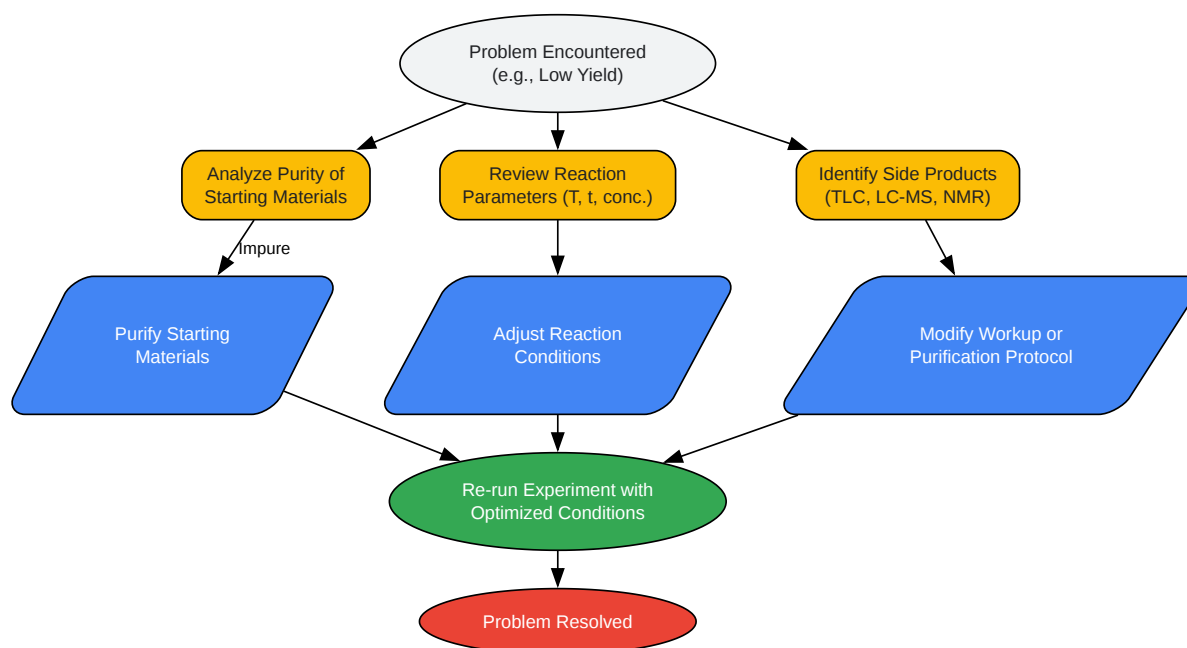 Problem Encountered
(e.g., Low Yield)
Analyze Purity of
Starting Materials
Review Reaction
Parameters (T, t, conc.)
Identify Side Products
(TLC, LC-MS, NMR)
Impure
Purify Starting
Materials
Adjust Reaction
Conditions
Modify Workup or
Purification Protocol
Re-run Experiment with
Optimized Conditions
Problem Resolved